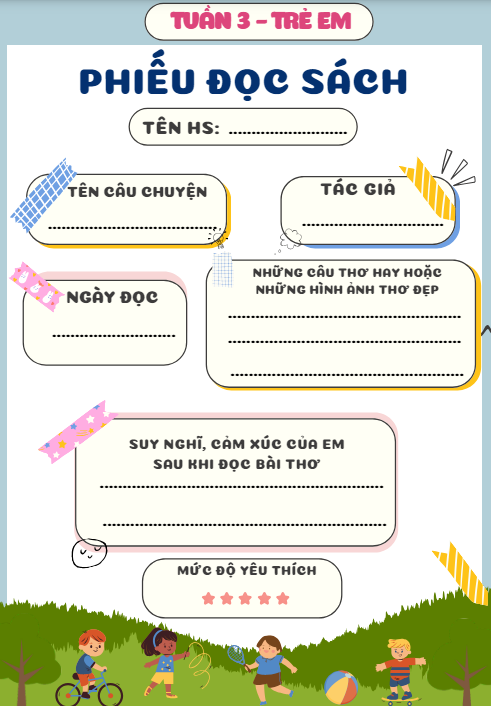 TUẦN 3 - TRẺ EM
PHIẾU ĐỌC SÁCH
TÊN HS: ............................
TÊN CÂU CHUYỆN
........................................
TÁC GIẢ
.................................
NGÀY ĐỌC
............................
NHỮNG CÂU THƠ HAY HOẶC
NHỮNG HÌNH ẢNH THƠ ĐẸP
......................................................
......................................................
......................................................
SUY NGHĨ, CẢM XÚC CỦA EM
SAU KHI ĐỌC BÀI THƠ
..................................................................
..................................................................
MỨC ĐỘ YÊU THÍCH